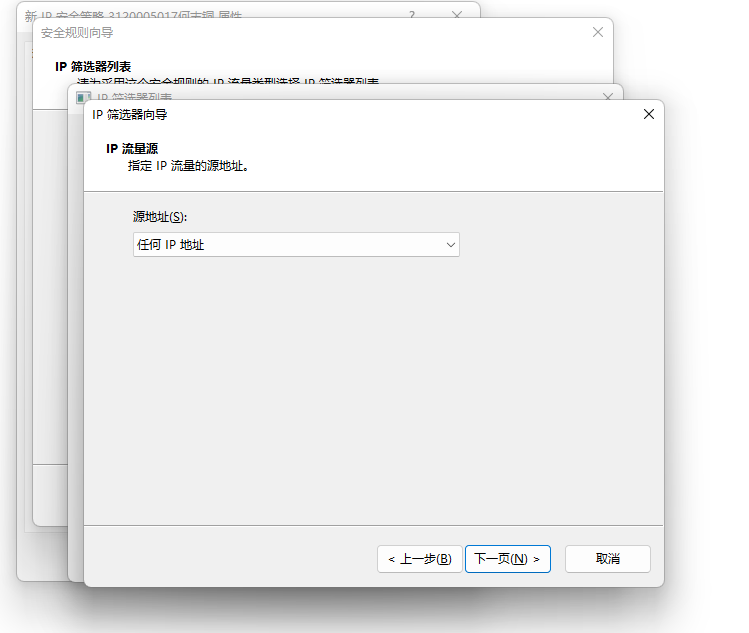 新 IP 安全策略 3120005017何志锢 属性
安全规则向导
IP 筛选器列表
请为采用这个安全规则的 IP 流量类型选择 IP 筛选器列表
IP 筛选器列表
IP 筛选器向导
IP 流量源
指定 IP 流量的源地址。
源地址(S):
任何 IP 地址
< 上一步(B)
下一页(N) >
取消